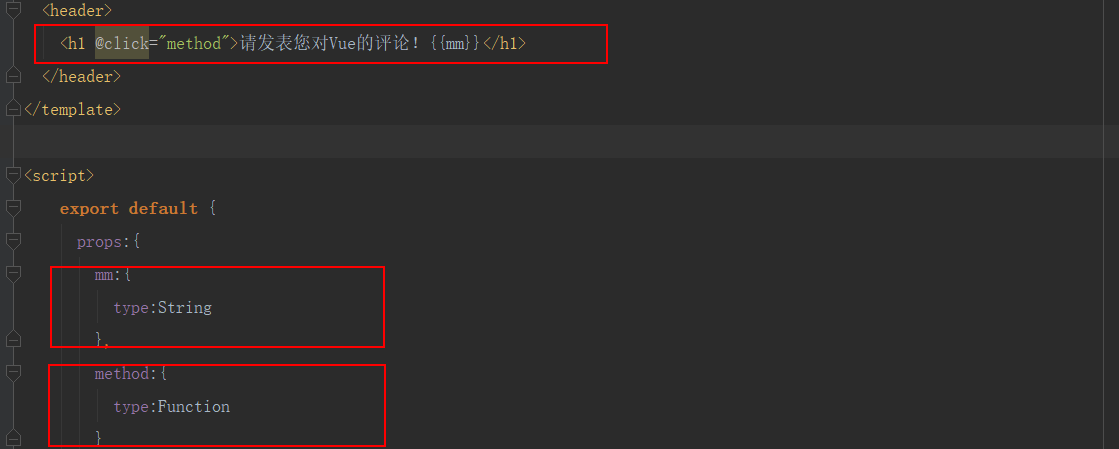 <header>
<h1 @click="method">请发表您对Vue的评论！{{mm}}</h1>
</header>
</template>
<script>
export default {
props:{
mm:{
type:String
},
method:{
type:Function
}